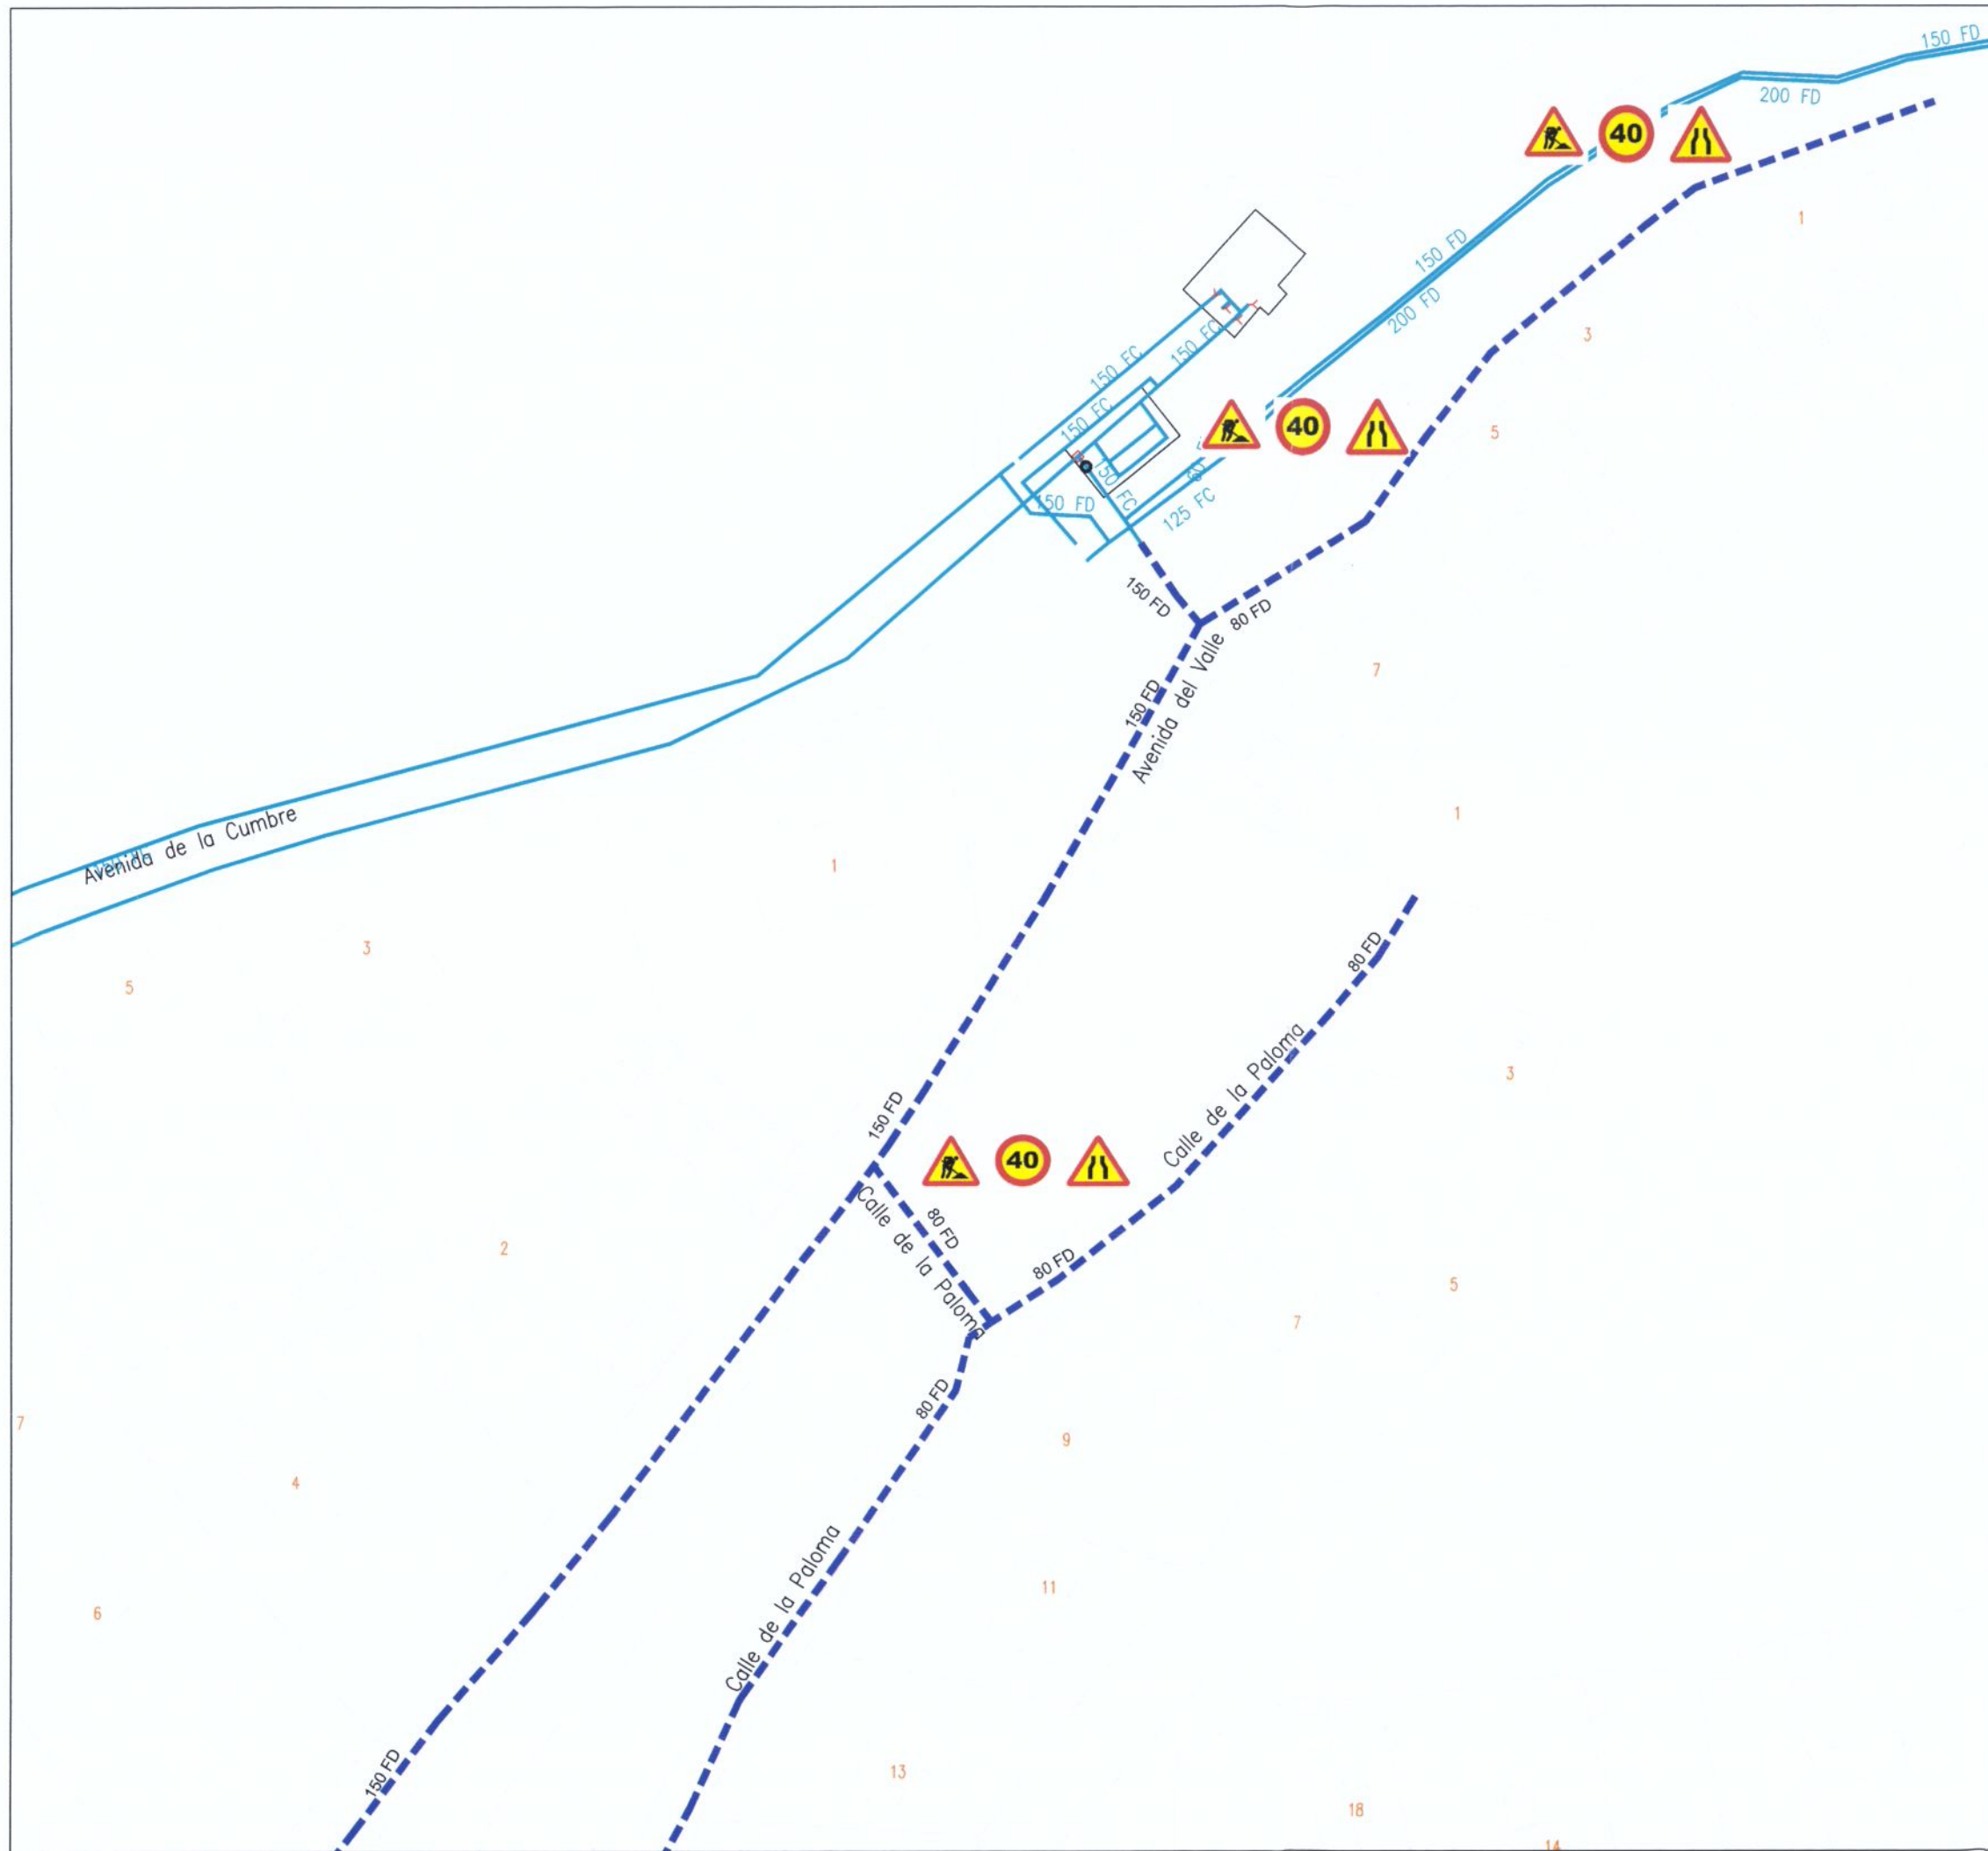 150 FD
200 FD
40
1
150 FD
200 FD
3
150 FC
150 FC
150 FC
40
5
150 FC
150 FD
125 FC
150 FD
80 FD
Avenida del Valle
150 FD
7
1
Avenida de la Cumbre
1
3
5
80 FD
Calle de la Paloma
3
150 FD
40
80 FD
Calle de la Paloma
80 FD
2
5
7
80 FD
7
9
4
Calle de la Paloma
11
6
150 FD
13
18
14